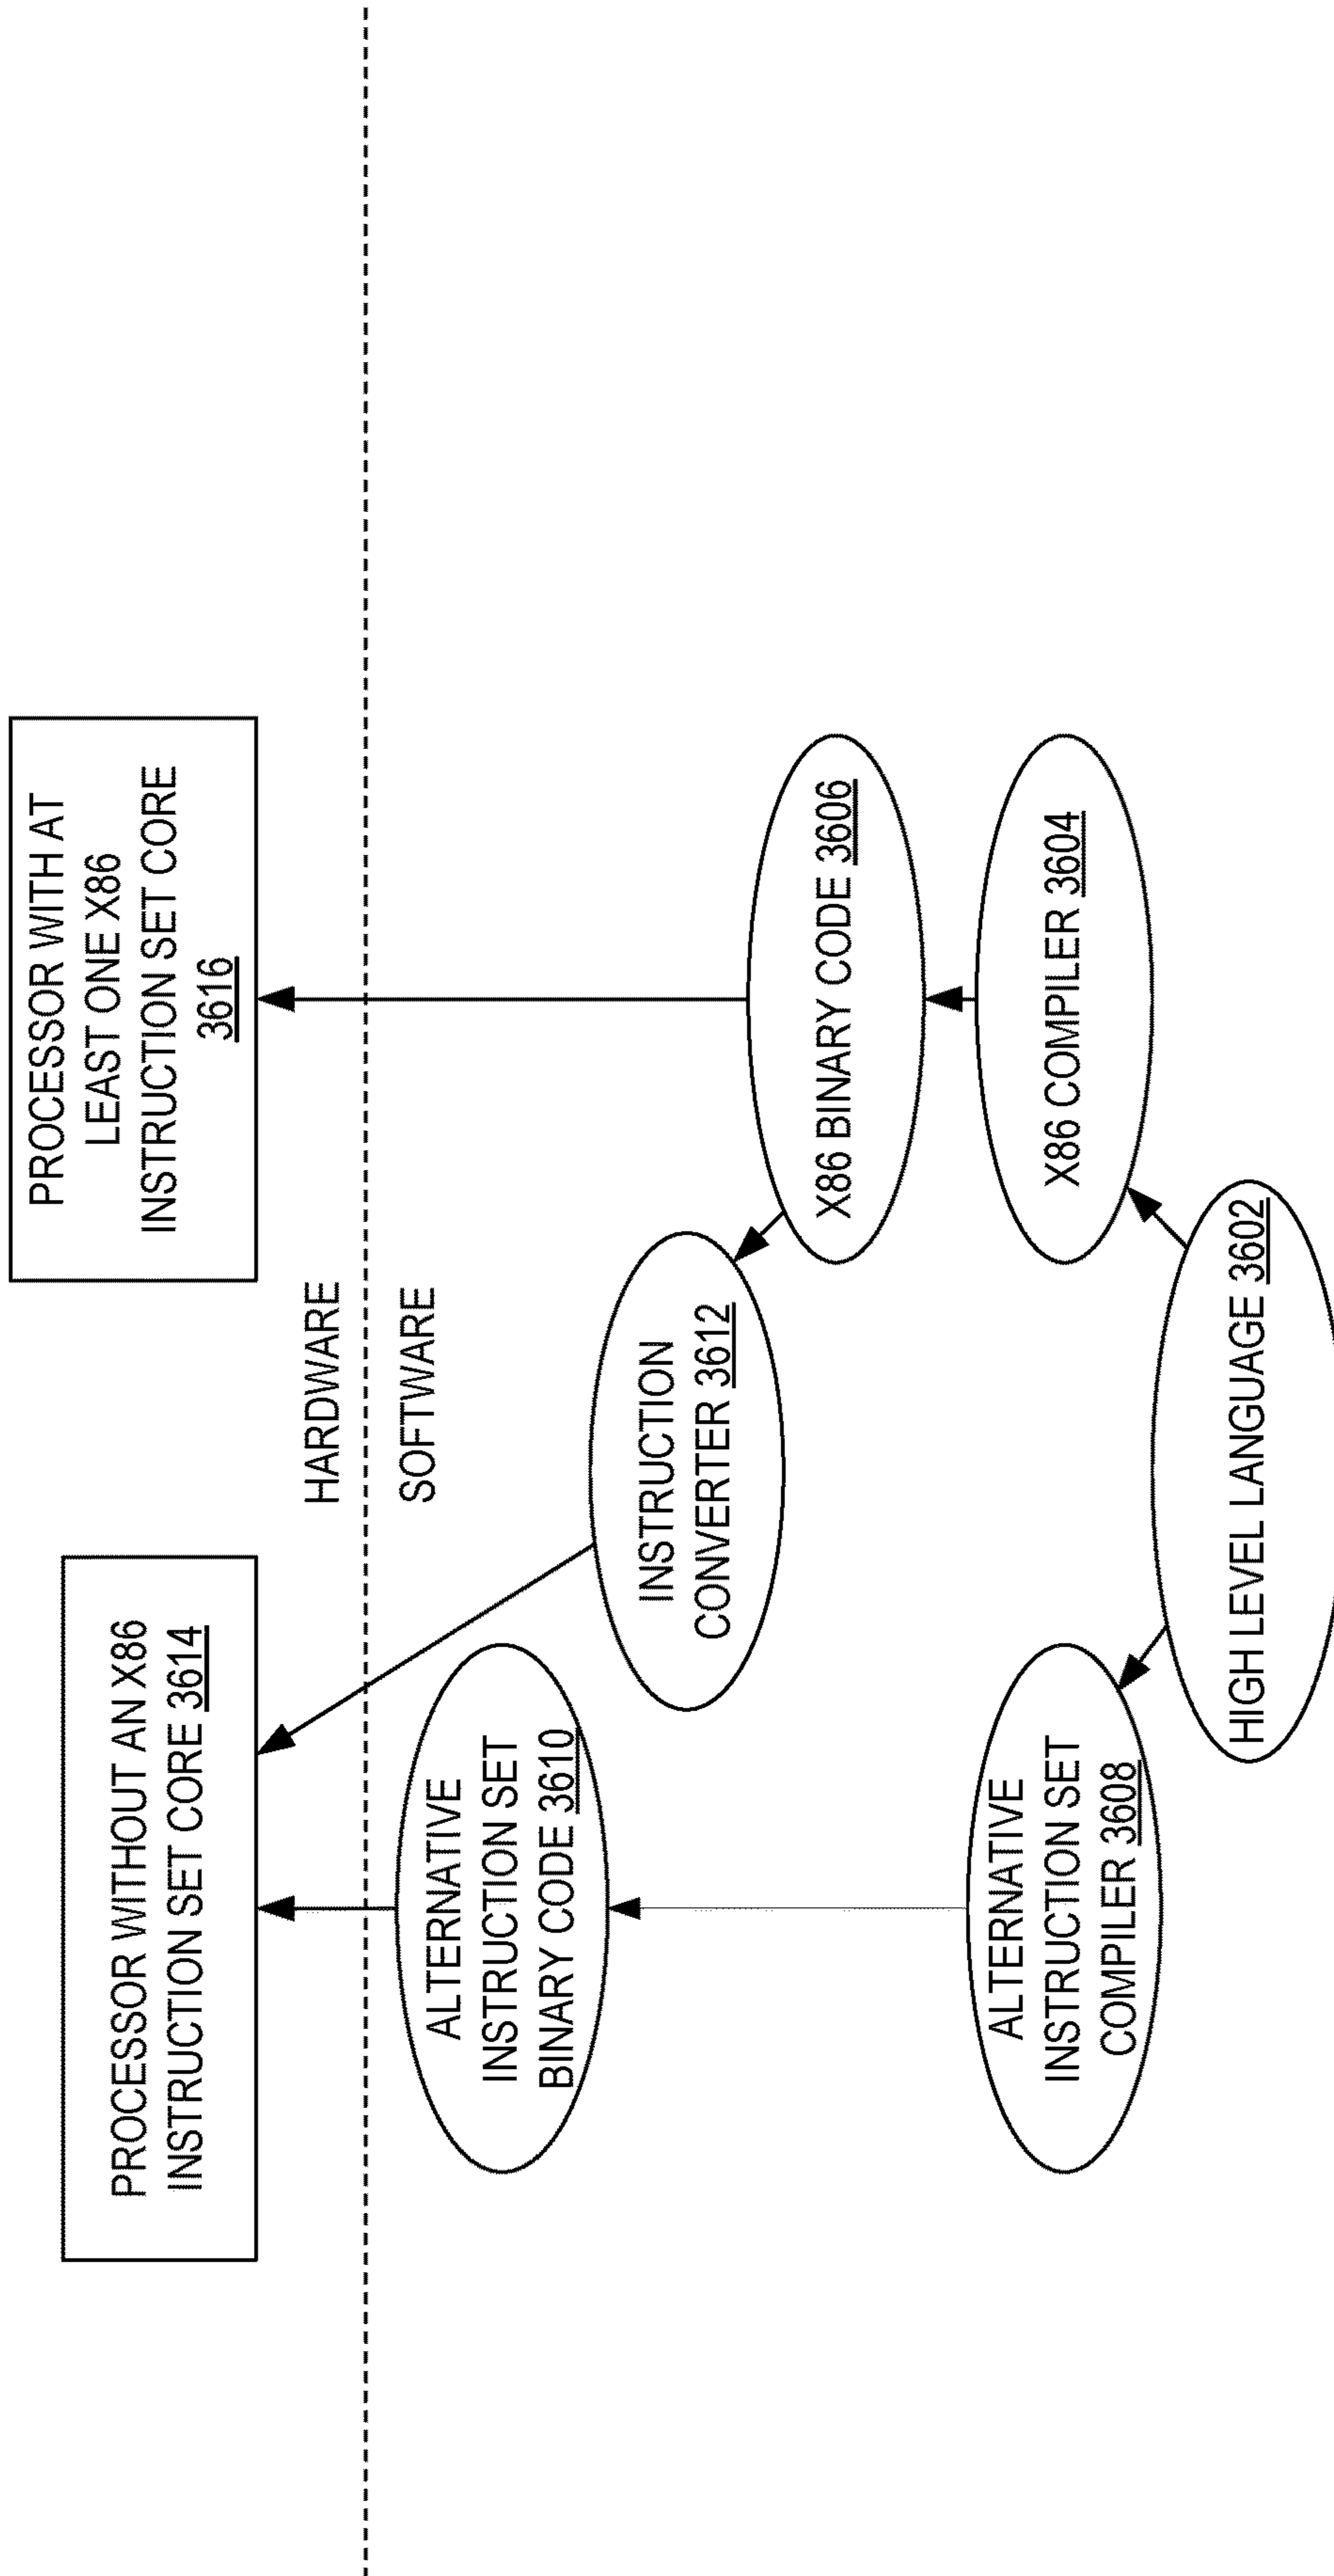 PROCESSOR WITHOUT AN X86
INSTRUCTION SET CORE 3614
PROCESSOR WITH AT
LEAST ONE X86
INSTRUCTION SET CORE
3616
HARDWARE
SOFTWARE
ALTERNATIVE
INSTRUCTION SET
BINARY CODE 3610
INSTRUCTION
CONVERTER 3612
X86 BINARY CODE 3606
ALTERNATIVE
INSTRUCTION SET
COMPILER 3608
X86 COMPILER 3604
HIGH LEVEL LANGUAGE 3602